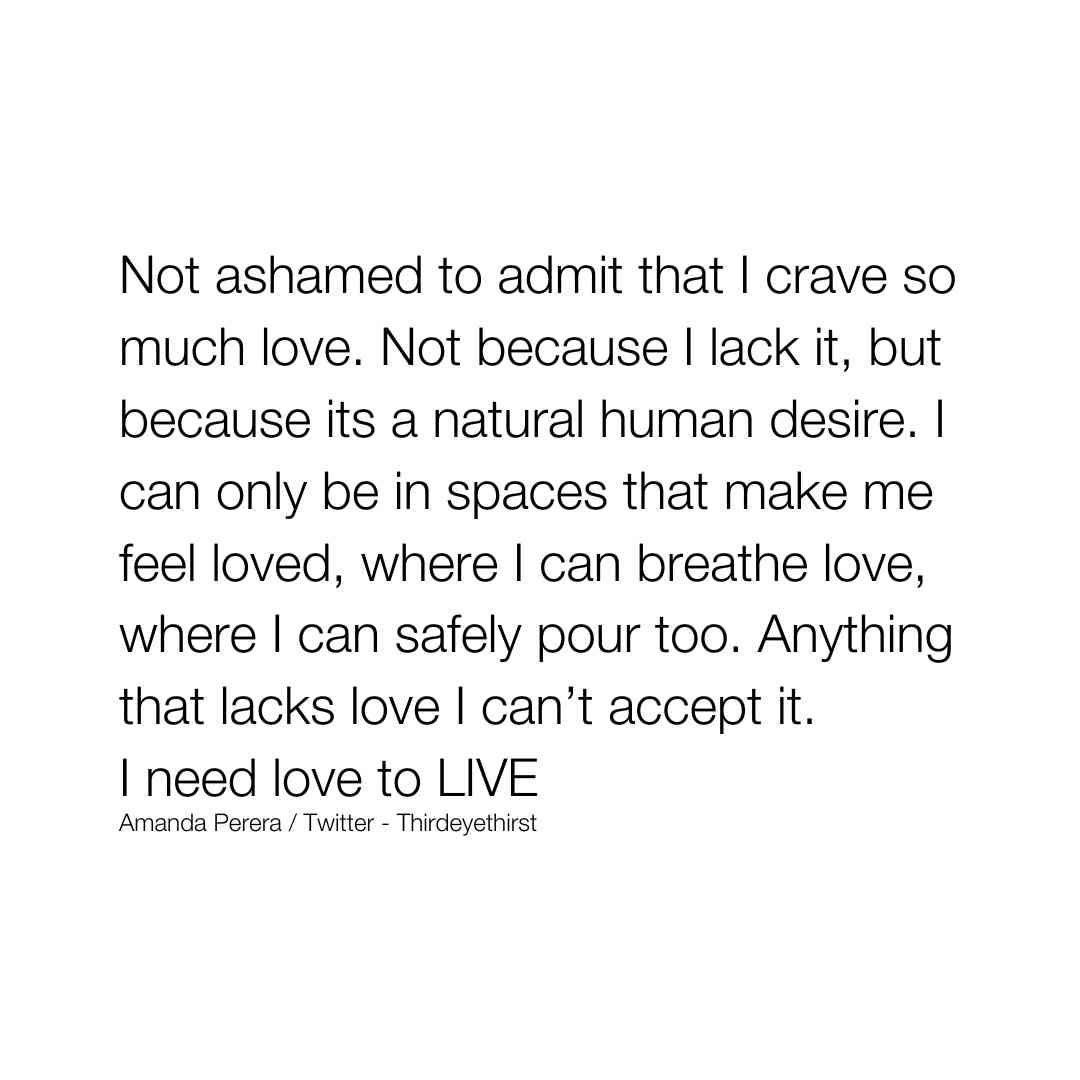 Not ashamed to admit that I crave so
much love. Not because I lack it, but
because its a natural human desire. I
can only be in spaces that make me
feel loved, where I can breathe love,
where I can safely pour too. Anything
that lacks love I can’t accept it.
I need love to LIVE
Amanda Perera / Twitter - Thirdeyethirst